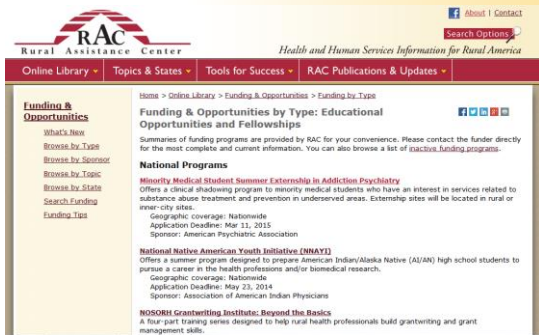 About | Contact
RAC
Search Options
Rural Assistance Center
Health and Human Services Information for Rural America
Online Library
Topics & States
Tools for Success
RAC Publications & Updates
Home > Online Library > Funding & Opportunities > Funding by Type
Funding &
Opportunities
What's New
Browse by Type
Browse by Sponsor
Browse by Topic
Browse by State
Search Funding
Funding Tips
Funding & Opportunities by Type: Educational
Opportunities and Fellowships
Summaries of funding programs are provided by RAC for your convenience. Please contact the funder directly
for the most complete and current information. You can also browse a list of inactive funding programs.
National Programs
Minority Medical Student Summer Externship in Addiction Psychiatry
Offers a clinical shadowing program to minority medical students who have an interest in services related to
substance abuse treatment and prevention in underserved areas. Externship sites will be located in rural or
inner-city sites.
Geographic coverage: Nationwide
Application Deadline: Mar 11, 2015
Sponsor: American Psychiatric Association
National Native American Youth Initiative (NNAYI)
Offers a summer program designed to prepare American Indian/Alaska Native (AI/AN) high school students to
pursue a career in the health professions and/or biomedical research.
Geographic coverage: Nationwide
Application Deadline: May 23, 2014
Sponsor: Association of American Indian Physicians
NOSORH Grantwriting Institute: Beyond the Basics
A four-part training series designed to help rural health professionals build grantwriting and grant
management skills.